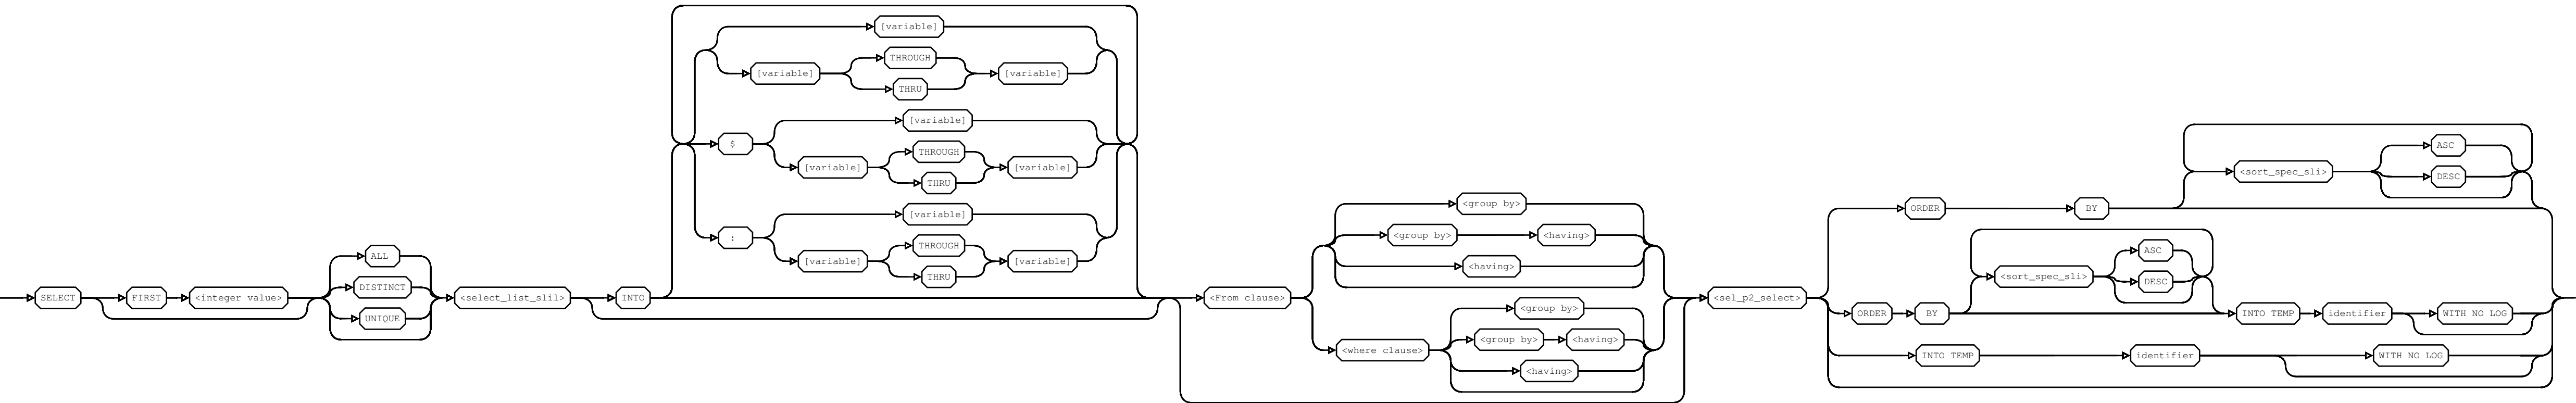 [variable]
THROUGH
[variable]
[variable]
THRU
[variable]
$
THROUGH
[variable]
[variable]
THRU
[variable]
:
THROUGH
[variable]
[variable]
THRU
ALL
DISTINCT
SELECT
FIRST
<integer value>
<select_list_slil>
INTO
UNIQUE
<group by>
<group by>
<having>
<having>
<From clause>
<group by>
<group by>
<having>
<where clause>
<having>
<sel_p2_select>
ASC
<sort_spec_sli>
DESC
ORDER
BY
ASC
<sort_spec_sli>
DESC
ORDER
BY
INTO TEMP
identifier
WITH NO LOG
INTO TEMP
identifier
WITH NO LOG